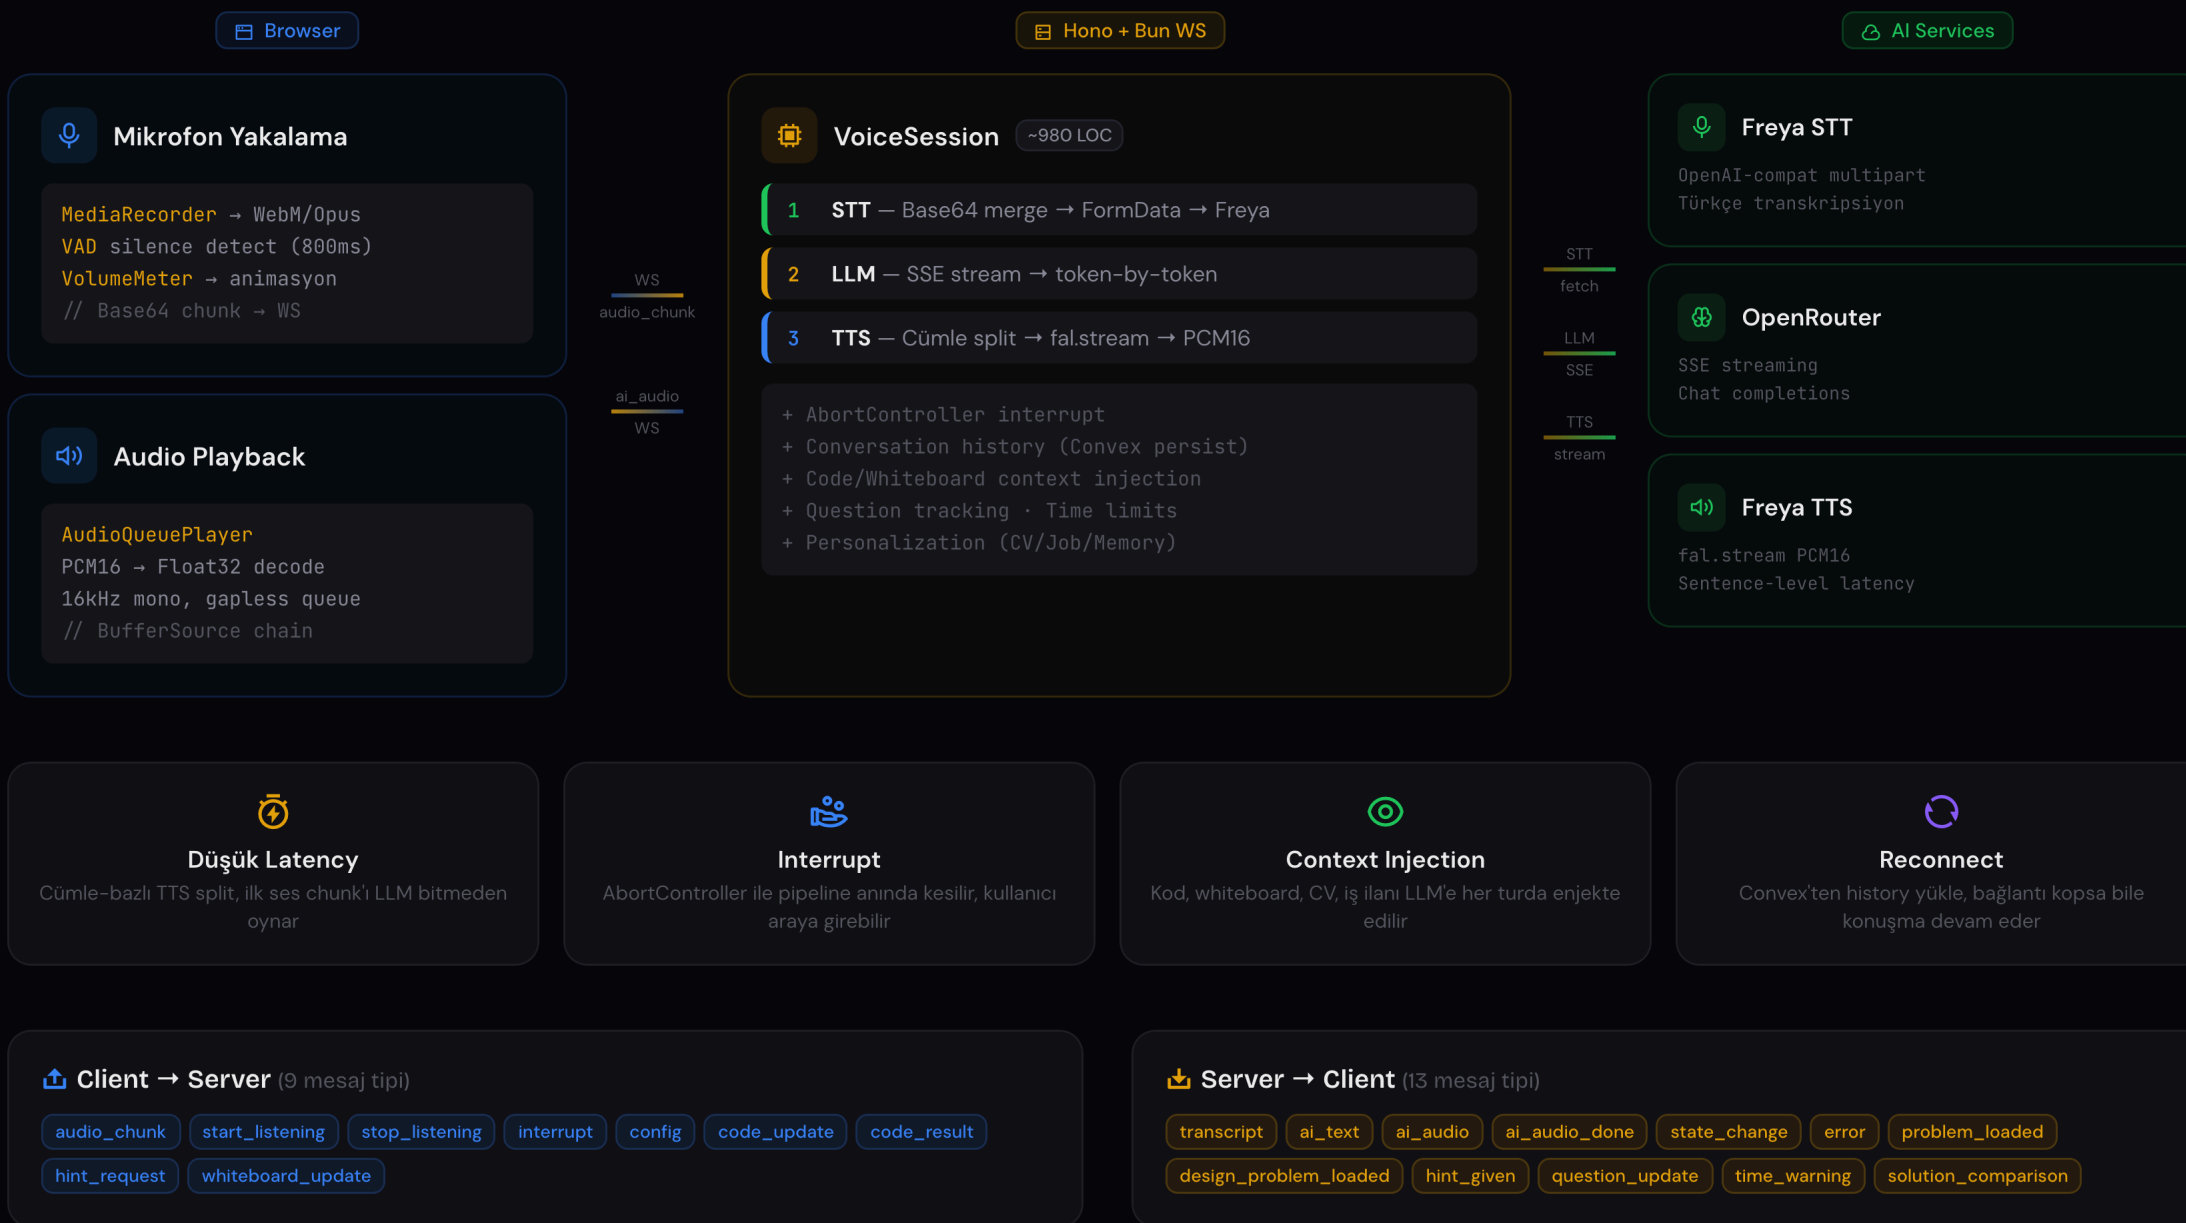 Browser
Hono + Bun WS
AI Services
Mikrofon Yakalama
MediaRecorder → WebM/Opus
VAD silence detect (800ms)
VolumeMeter → animasyon
// Base64 chunk → WS
Audio Playback
AudioQueuePlayer
PCM16 → Float32 decode
16kHz mono, gapless queue
// BufferSource chain
WS
audio_chunk
ai_audio
WS
VoiceSession ~980 LOC
1 STT — Base64 merge → FormData → Freya
2 LLM — SSE stream → token-by-token
3 TTS — Cümle split → fal.stream → PCM16
+ AbortController interrupt
+ Conversation history (Convex persist)
+ Code/Whiteboard context injection
+ Question tracking · Time limits
+ Personalization (CV/Job/Memory)
STT
fetch
LLM
SSE
TTS
stream
Freya STT
OpenAI-compat multipart
Türkçe transkripsiyon
OpenRouter
SSE streaming
Chat completions
Freya TTS
fal.stream PCM16
Sentence-level latency
Düşük Latency
Cümle-bazlı TTS split, ilk ses chunk'ı LLM bitmeden
oynar
Interrupt
AbortController ile pipeline anında kesilir, kullanıcı
araya girebilir
Context Injection
Kod, whiteboard, CV, iş ilanı LLM'e her turda enjekte
edilir
Reconnect
Convex'ten history yükle, bağlantı kopsa bile
konuşma devam eder
Client → Server (9 mesaj tipi)
audio_chunk start_listening stop_listening interrupt config code_update code_result
hint_request whiteboard_update
Server → Client (13 mesaj tipi)
transcript ai_text ai_audio ai_audio_done state_change error problem_loaded
design_problem_loaded hint_given question_update time_warning solution_comparison